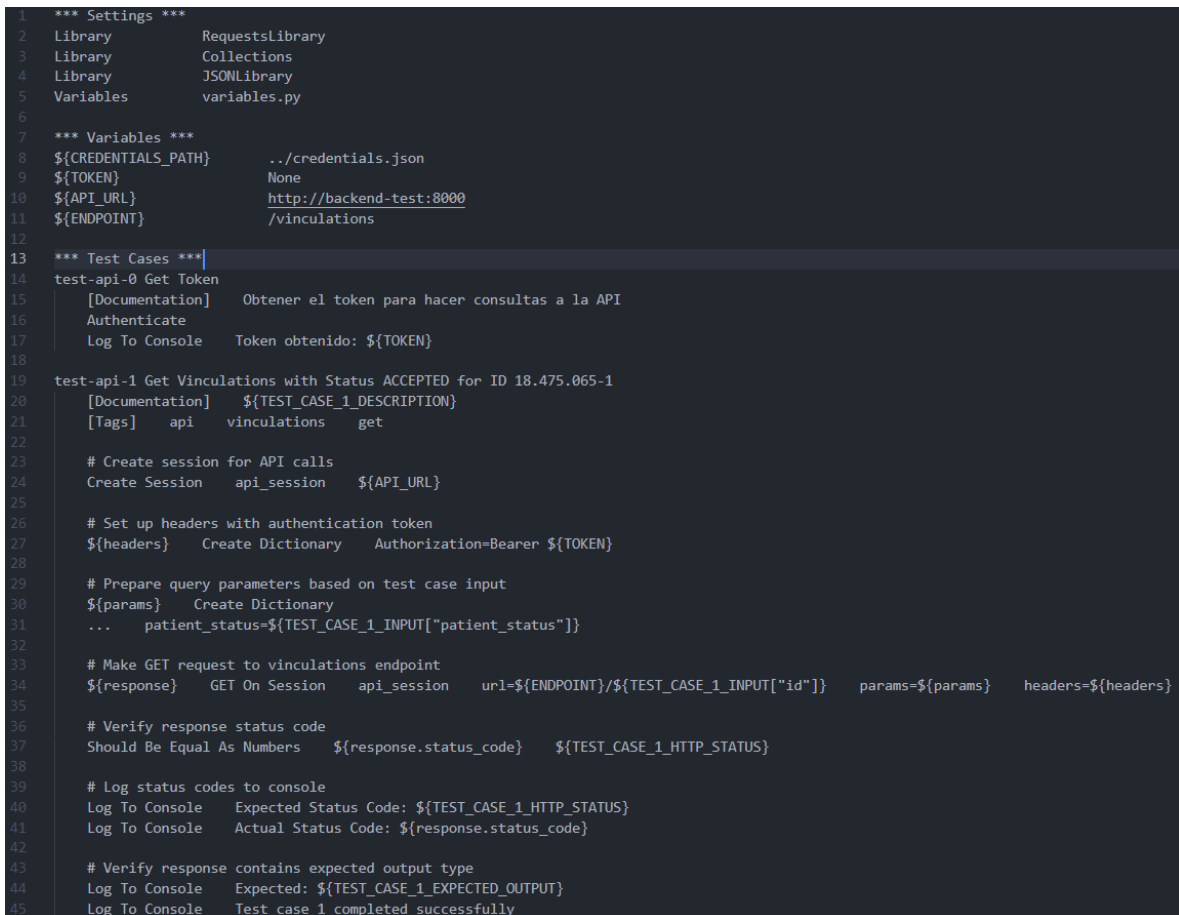 1 *** Settings ***
2 Library RequestsLibrary
3 Library Collections
4 Library JSONLibrary
5 Variables variables.py
6
7 *** Variables ***
8 ${CREDENTIALS_PATH} ../credentials.json
9 ${TOKEN} None
10 ${API_URL} http://backend-test:8000
11 ${ENDPOINT} /vinculations
12
13 *** Test Cases ***
14 test-api-0 Get Token
15 [Documentation] Obtener el token para hacer consultas a la API
16 Authenticate
17 Log To Console Token obtenido: ${TOKEN}
18
19 test-api-1 Get Vinculations with Status ACCEPTED for ID 18.475.065-1
20 [Documentation] ${TEST_CASE_1_DESCRIPTION}
21 [Tags] api vinculations get
22
23 # Create session for API calls
24 Create Session api_session ${API_URL}
25
26 # Set up headers with authentication token
27 ${headers} Create Dictionary Authorization=Bearer ${TOKEN}
28
29 # Prepare query parameters based on test case input
30 ${params} Create Dictionary
31 ... patient_status=${TEST_CASE_1_INPUT["patient_status"]}
32
33 # Make GET request to vinculations endpoint
34 ${response} GET On Session api_session url=${ENDPOINT}/${TEST_CASE_1_INPUT["id"]} params=${params} headers=${headers}
35
36 # Verify response status code
37 Should Be Equal As Numbers ${response.status_code} ${TEST_CASE_1_HTTP_STATUS}
38
39 # Log status codes to console
40 Log To Console Expected Status Code: ${TEST_CASE_1_HTTP_STATUS}
41 Log To Console Actual Status Code: ${response.status_code}
42
43 # Verify response contains expected output type
44 Log To Console Expected: ${TEST_CASE_1_EXPECTED_OUTPUT}
45 Log To Console Test case 1 completed successfully